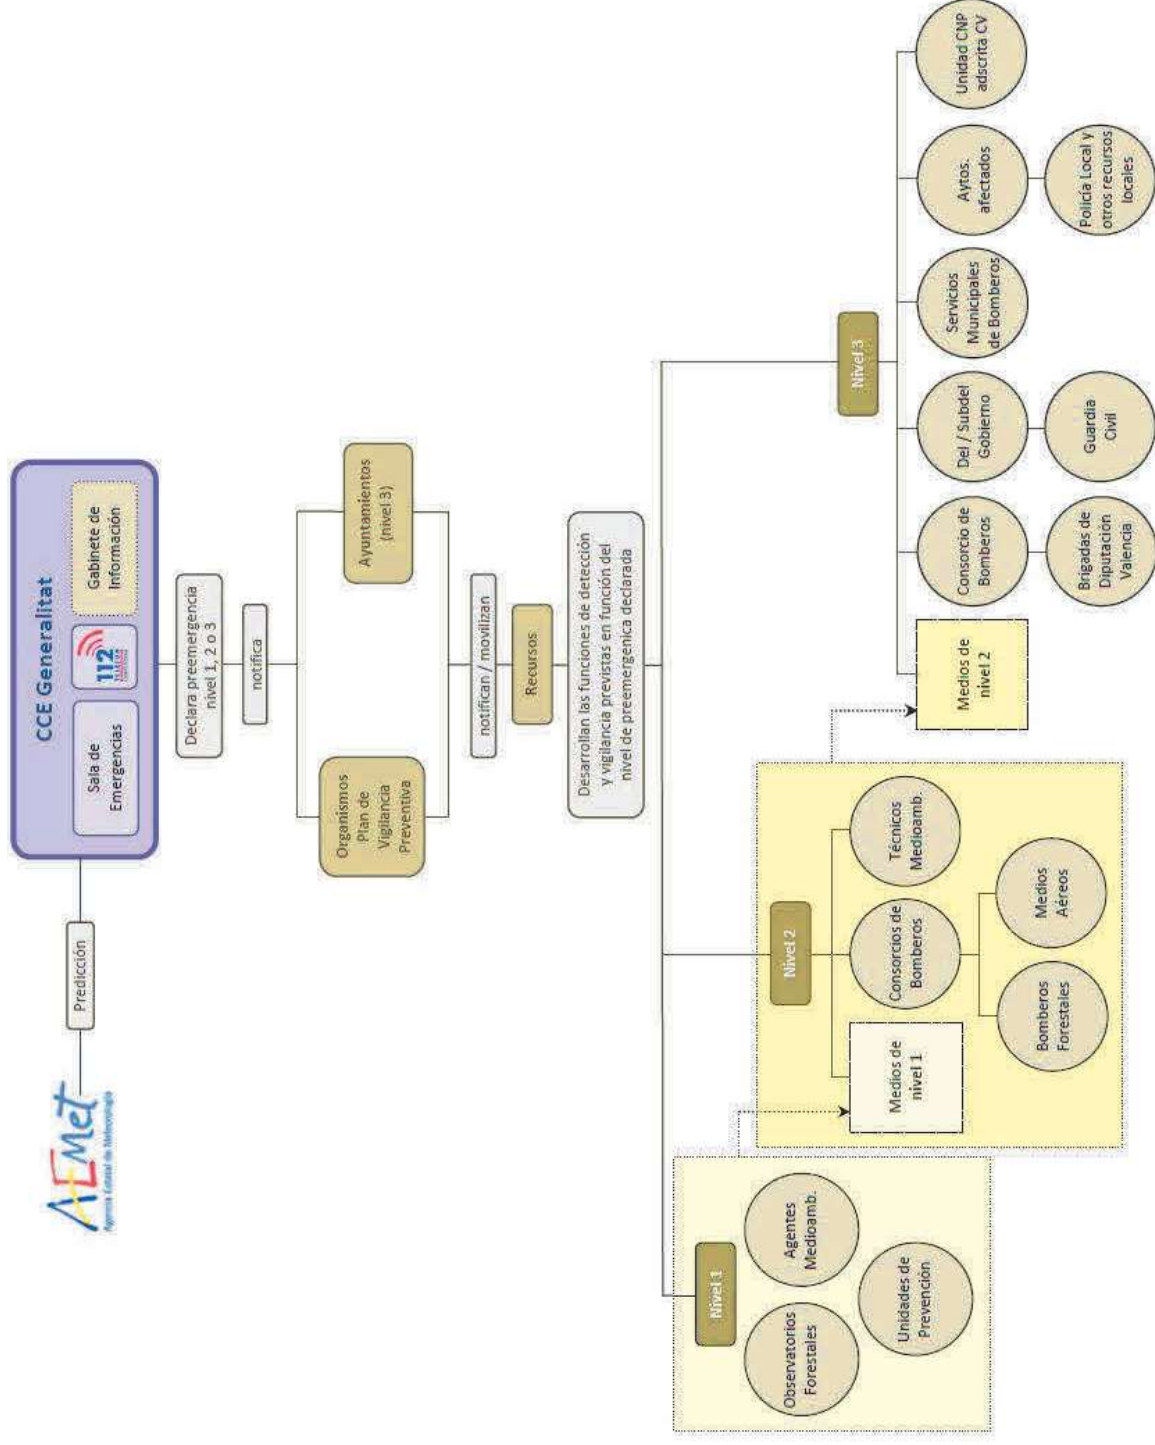 AEMet
Agencia Estatal de Meteorología
Predicción
CCE Generalitat
Sala de
Emergencias
112
Gabinete de
Información
Declara preemergencia
nivel 1, 2 o 3
notifica
Organismos
Plan de
Vigilancia
Preventiva
Ayuntamientos
(nivel 3)
notifican / movilizan
Recursos
Desarrollan las funciones de detección
y vigilancia previstas en función del
nivel de preemergenica declarada
Nivel 1
Observatorios
Forestales
Agentes
Medioamb.
Unidades de
Prevención
Nivel 2
Medios de
nivel 1
Consorcios de
Bomberos
Técnicos
Medioamb.
Bomberos
Forestales
Medios
Aéreos
Nivel 3
Medios de
nivel 2
Consorcio de
Bomberos
Del / Subdel
Gobierno
Servicios
Municipales
de Bomberos
Aytos.
afectados
Unidad CNP
adscrita CV
Brigadas de
Diputación
Valencia
Guardia
Civil
Policía Local y
otros recursos
locales